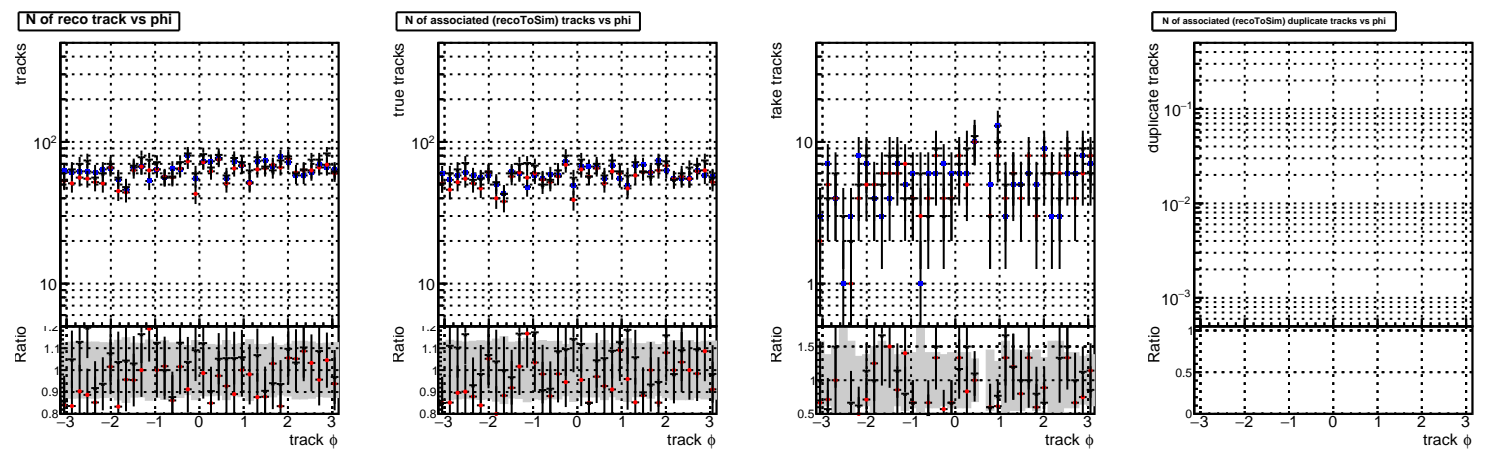 N of reco track vs phi
tracks
10²
10
Ratio
1.2
1.1
1
0.9
0.8
−3 −2 −1 0 1 2 3
track ϕ
N of associated (recoToSim) tracks vs phi
true tracks
10²
10
Ratio
1.2
1.1
1
0.9
0.8
−3 −2 −1 0 1 2 3
track ϕ
fake tracks
10
1
Ratio
1.5
1
0.5
−3 −2 −1 0 1 2 3
track ϕ
N of associated (recoToSim) duplicate tracks vs phi
duplicate tracks
10⁻¹
10⁻²
10⁻³
Ratio
1
0.5
0
−3 −2 −1 0 1 2 3
track ϕ